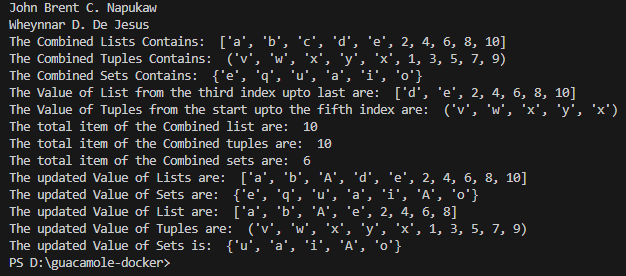 John Brent C. Napukaw
Wheynnar D. De Jesus
The Combined Lists Contains:  ['a', 'b', 'c', 'd', 'e', 2, 4, 6, 8, 10]
The Combined Tuples Contains:  ('v', 'w', 'x', 'y', 'x', 1, 3, 5, 7, 9)
The Combined Sets Contains:  {'e', 'q', 'u', 'a', 'i', 'o'}
The Value of List from the third index upto last are:  ['d', 'e', 2, 4, 6, 8, 10]
The Value of Tuples from the start upto the fifth index are:  ('v', 'w', 'x', 'y', 'x')
The total item of the Combined list are:  10
The total item of the Combined tuples are:  10
The total item of the Combined sets are:  6
The updated Value of Lists are:  ['a', 'b', 'A', 'd', 'e', 2, 4, 6, 8, 10]
The updated Value of Sets are:  {'e', 'q', 'u', 'a', 'i', 'A', 'o'}
The updated Value of List are:  ['a', 'b', 'A', 'e', 2, 4, 6, 8]
The updated Value of Tuples are:  ('v', 'w', 'x', 'y', 'x', 1, 3, 5, 7, 9)
The updated Value of Sets is:  {'u', 'a', 'i', 'A', 'o'}
PS D:\guacamole-docker>